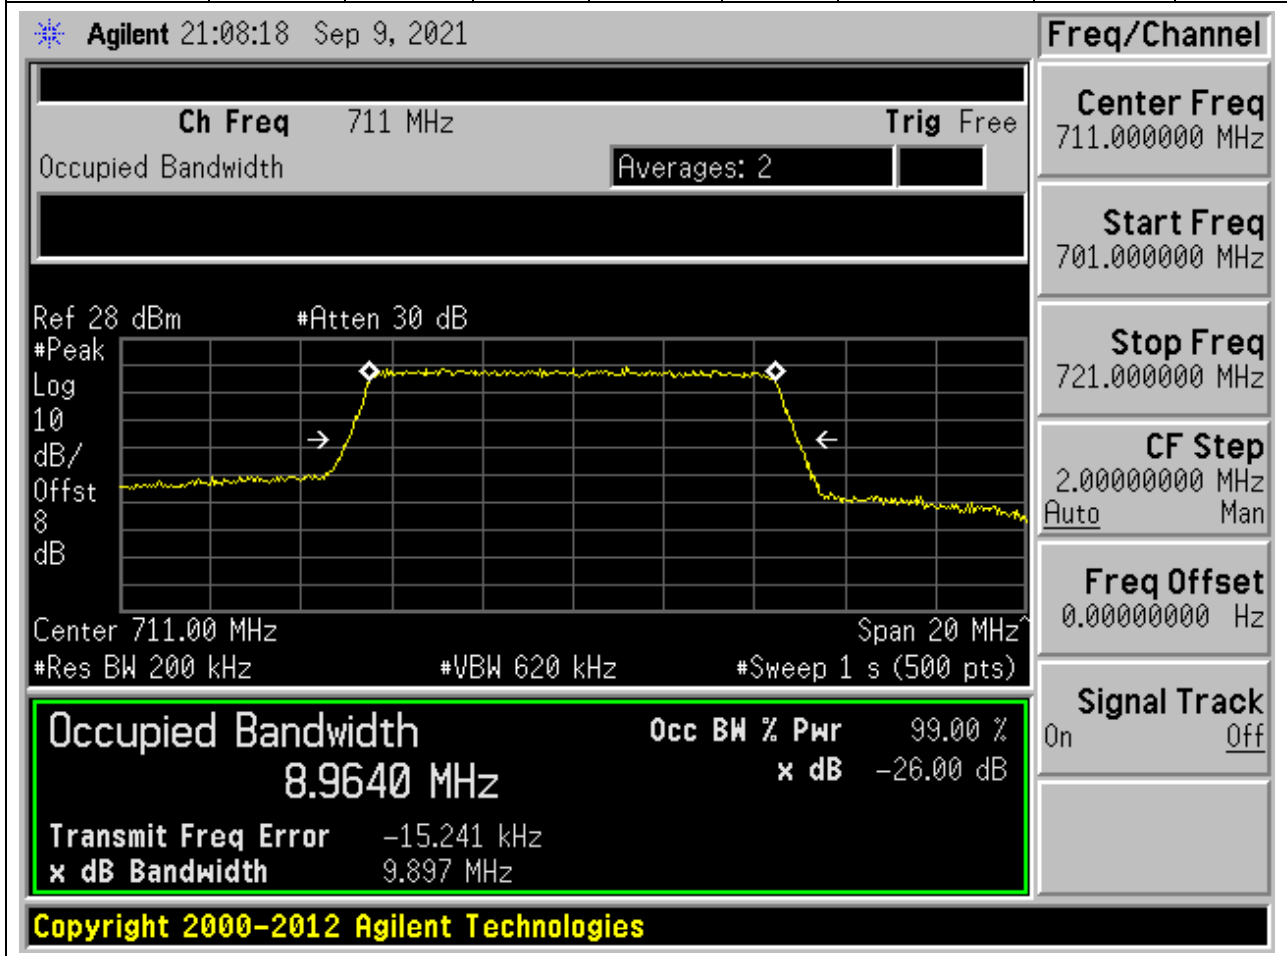 Agilent 21:08:18 Sep 9, 2021
Freq/Channel
Ch Freq 711 MHz Trig Free
Occupied Bandwidth Averages: 2
Ref 28 dBm #Atten 30 dB
#Peak
Log
10
dB/
Offst
8
dB
Center 711.00 MHz Span 20 MHz^
#Res BW 200 kHz #VBW 620 kHz #Sweep 1 s (500 pts)
Occupied Bandwidth Occ BW % Pwr 99.00 %
8.9640 MHz x dB -26.00 dB
Transmit Freq Error -15.241 kHz
x dB Bandwidth 9.897 MHz
Copyright 2000-2012 Agilent Technologies
Center Freq
711.000000 MHz
Start Freq
701.000000 MHz
Stop Freq
721.000000 MHz
CF Step
2.00000000 MHz
Auto Man
Freq Offset
0.00000000 Hz
Signal Track
On Off